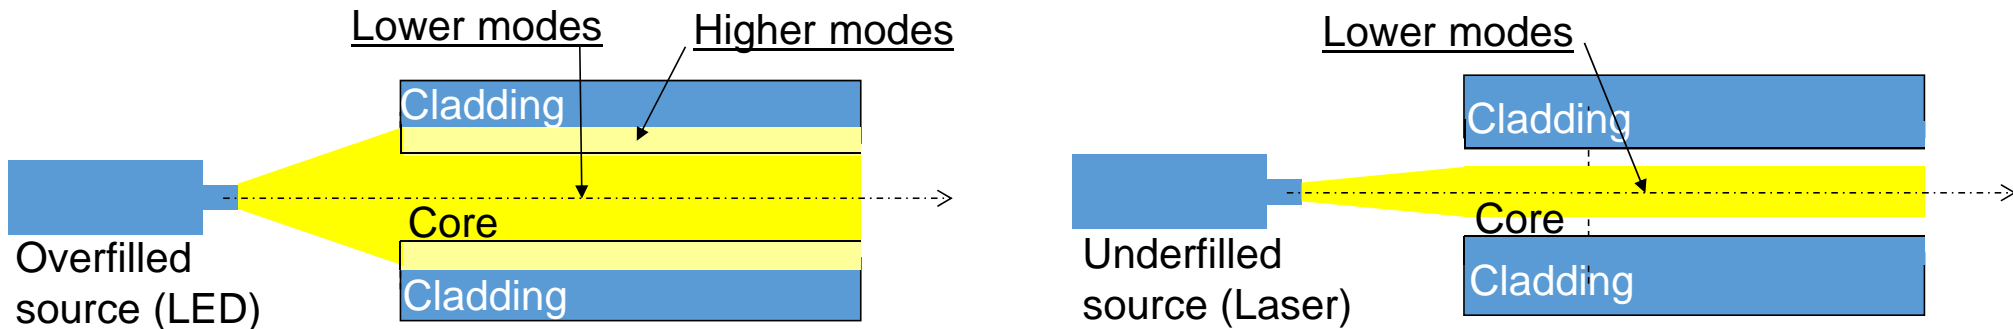 Lower modes
Higher modes
Cladding
Core
Cladding
Overfilled
source (LED)
Lower modes
Cladding
Core
Cladding
Underfilled
source (Laser)